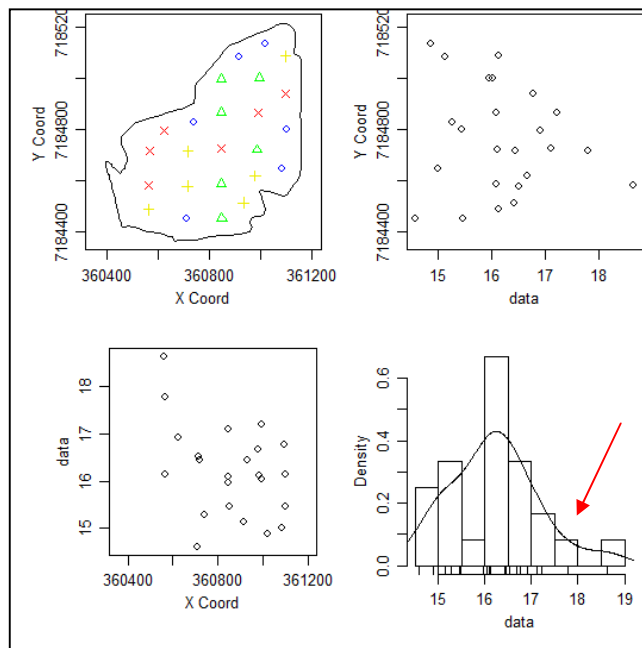 7184400 7184800 718520
Y Coord
360400 360800 361200
X Coord
7184400 7184800 718520
Y Coord
15 16 17 18
data
15 16 17 18
data
360400 360800 361200
X Coord
0.0 0.2 0.4 0.6
Density
15 16 17 18 19
data